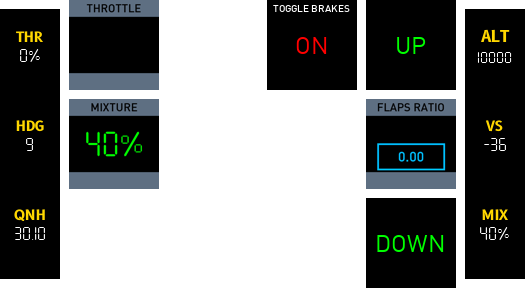 THR
0%
HDG
9
QNH
30.10
THROTTLE
MIXTURE
40%
TOGGLE BRAKES
ON
UP
FLAPS RATIO
0.00
DOWN
ALT
10000
VS
-36
MIX
40%